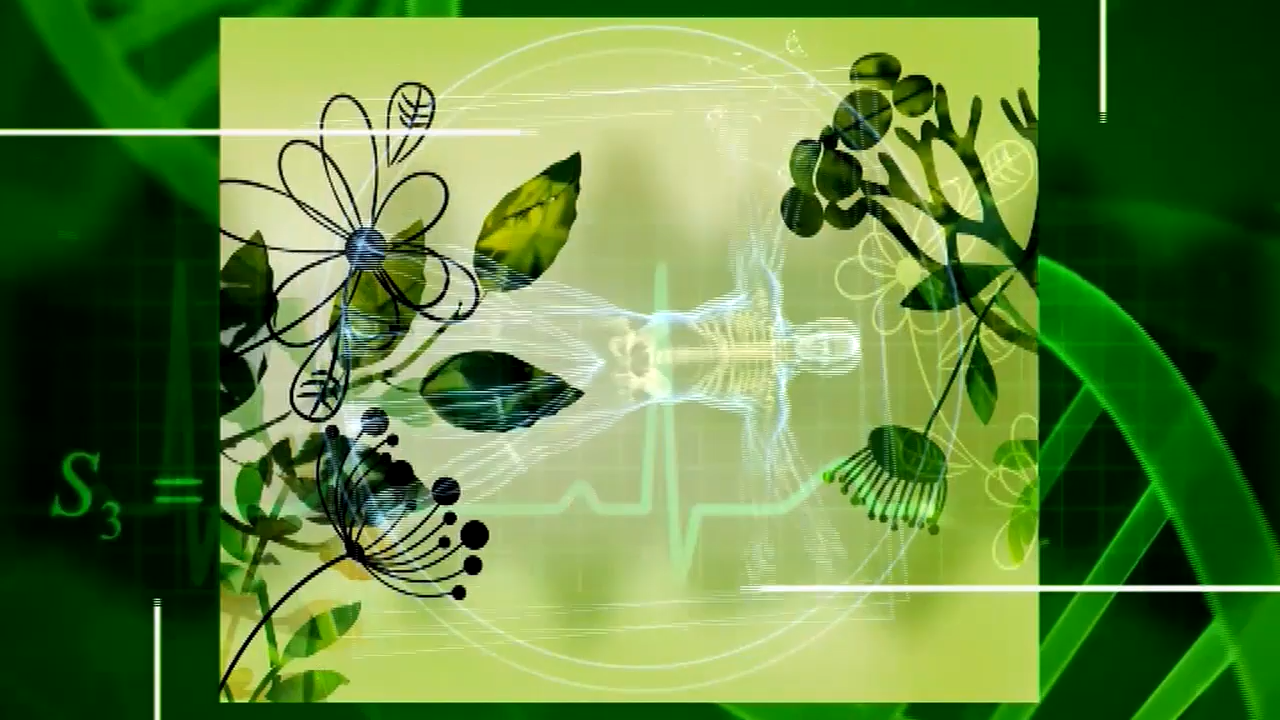 S₃ =